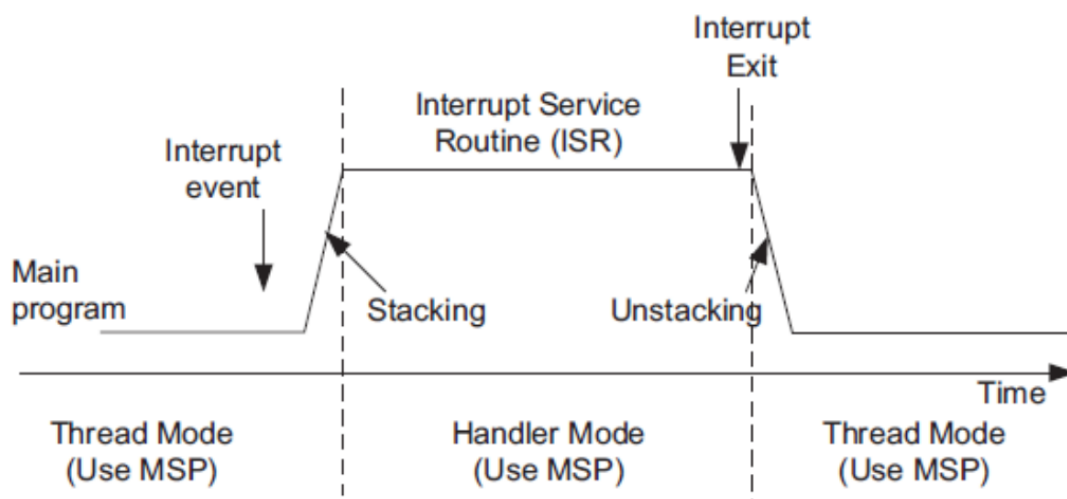 Interrupt
Exit
Interrupt Service
Routine (ISR)
Interrupt
event
Main
program
Stacking
Unstacking
Time
Thread Mode
(Use MSP)
Handler Mode
(Use MSP)
Thread Mode
(Use MSP)